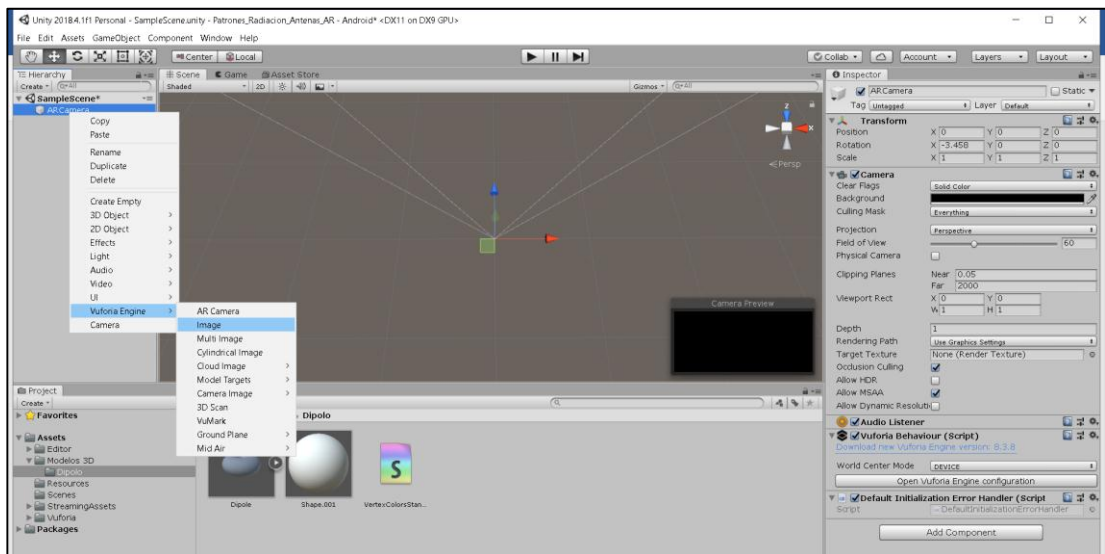 Unity 2018.4.1f1 Personal - SampleScene.unity - Patrones_Radiacion_Antenas_AR - Android* <DX11 on DX9 GPU>
File Edit Assets GameObject Component Window Help
Center Local
Collab Account Layers Layout
Hierarchy
Create All
SampleScene*
ARCamera
Copy
Paste
Rename
Duplicate
Delete
Create Empty
3D Object
2D Object
Effects
Light
Audio
Video
UI
Vuforia Engine
Camera
AR Camera
Image
Multi Image
Cylindrical Image
Cloud Image
Model Targets
Camera Image
3D Scan
VuMark
Ground Plane
Mid Air
Scene Game Asset Store
Shaded 2D Gizmos All
z
x
Persp
Camera Preview
Project
Create
Favorites
Assets
Editor
Modelos 3D
Dipolo
Resources
Scenes
StreamingAssets
Vuforia
Packages
Dipolo
S
Dipole Shape.001 VertexColorsStan...
Inspector
ARCamera Static
Tag Untagged Layer Default
Transform
Position X 0 Y 0 Z 0
Rotation X -3.458 Y 0 Z 0
Scale X 1 Y 1 Z 1
Camera
Clear Flags Solid Color
Background
Culling Mask Everything
Projection Perspective
Field of View 60
Physical Camera
Clipping Planes Near 0.05
Far 2000
Viewport Rect X 0 Y 0
W 1 H 1
Depth 1
Rendering Path Use Graphics Settings
Target Texture None (Render Texture)
Occlusion Culling
Allow HDR
Allow MSAA
Allow Dynamic Resoluti
Audio Listener
Vuforia Behaviour (Script)
Download new Vuforia Engine version: 8.3.8
World Center Mode DEVICE
Open Vuforia Engine configuration
Default Initialization Error Handler (Script
Script DefaultInitializationErrorHandler
Add Component